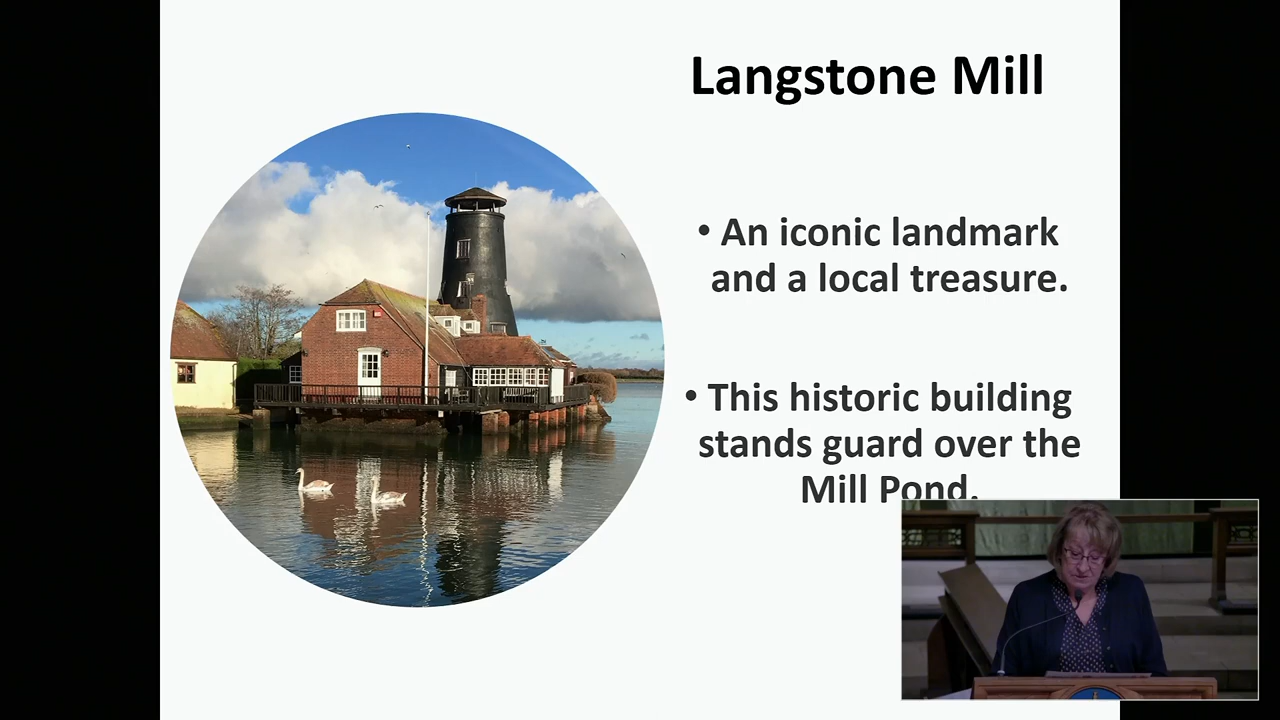 Langstone Mill
• An iconic landmark
and a local treasure.
• This historic building
stands guard over the
Mill Pond.